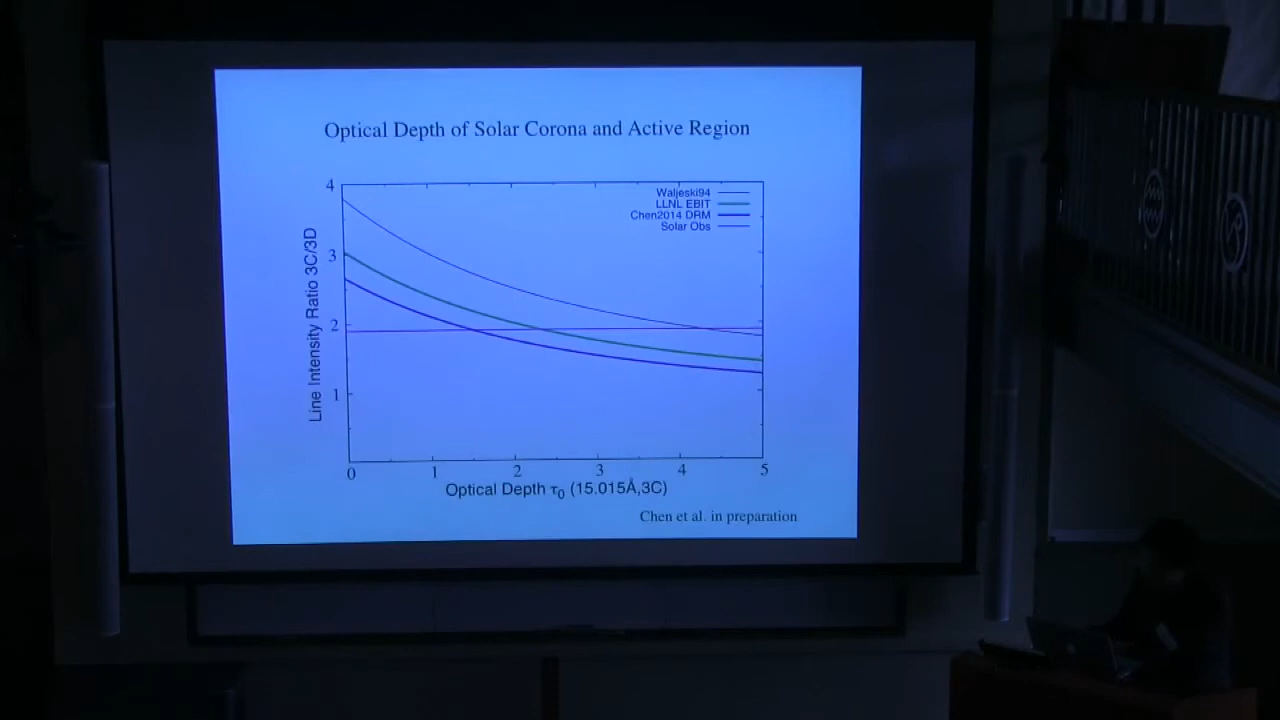 Optical Depth of Solar Corona and Active Region
Waljeski94
LLNL EBIT
Chen2014 DRM
Solar Obs
4
3
2
1
Line Intensity Ratio 3C/3D
0 1 2 3 4 5
Optical Depth τ0 (15.015Å,3C)
Chen et al. in preparation